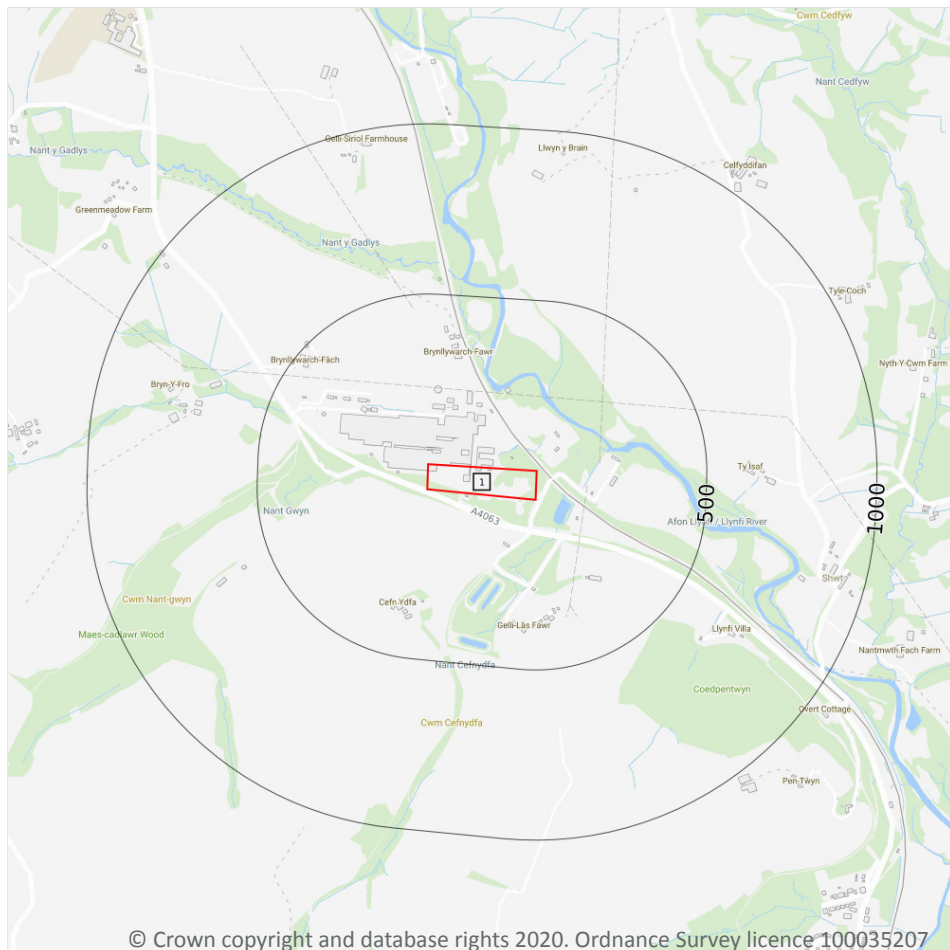 Cwm Cedfyw
Nant Cedfyw
Gelli-Siriol Farmhouse
Llwyn y Brain
Nant y Gadlys
Celfyddifan
Greenmeadow Farm
Nant y Gadlys
Tyle-Coch
Brynllywarch-Fawr
Brynllywarch-Fach
Nyth-Y-Cwm Farm
Bryn-Y-Fro
Ty Isaf
1
500
1000
Nant Gwyn
A4063
Afon Llynfi / Llynfi River
Shwt
Cwm Nant-gwyn
Cefn Ydfa
Gelli-Las Fawr
Llynfi Villa
Maes-cadlawr Wood
Nantmwth Fach Farm
Nant Cefnydfa
Coedpentwyn
Cwm Cefnydfa
Overt Cottage
Pen-Twyn
© Crown copyright and database rights 2020. Ordnance Survey licence 100035207